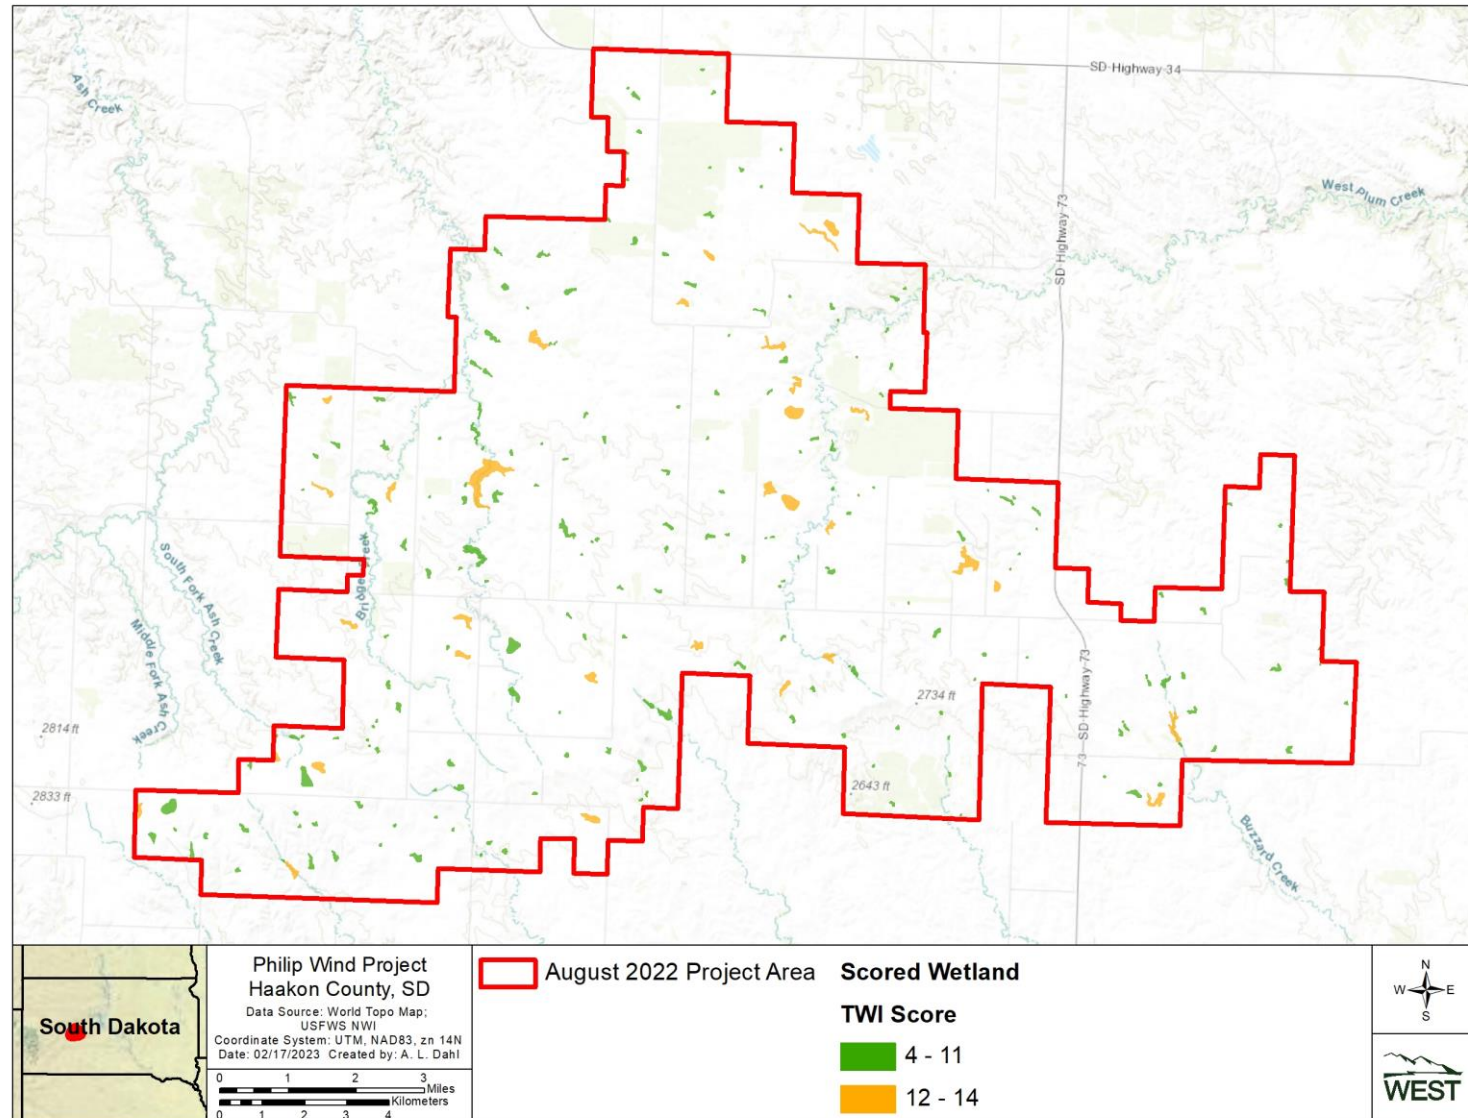 SD Highway 34
Ash Creek
West Plum Creek
SD Highway 73
South Fork Ash Creek
Bridger Creek
Middle Fork Ash Creek
2734 ft
73
SD Highway 73
2814 ft
2833 ft
2643 ft
Buzzard Creek
South Dakota
Philip Wind Project
Haakon County, SD
Data Source: World Topo Map;
USFWS NWI
Coordinate System: UTM, NAD83, zn 14N
Date: 02/17/2023 Created by: A. L. Dahl
0 1 2 3
Miles
Kilometers
0 1 2 3 4
August 2022 Project Area
Scored Wetland
TWI Score
4 - 11
12 - 14
N
W E
S
WEST